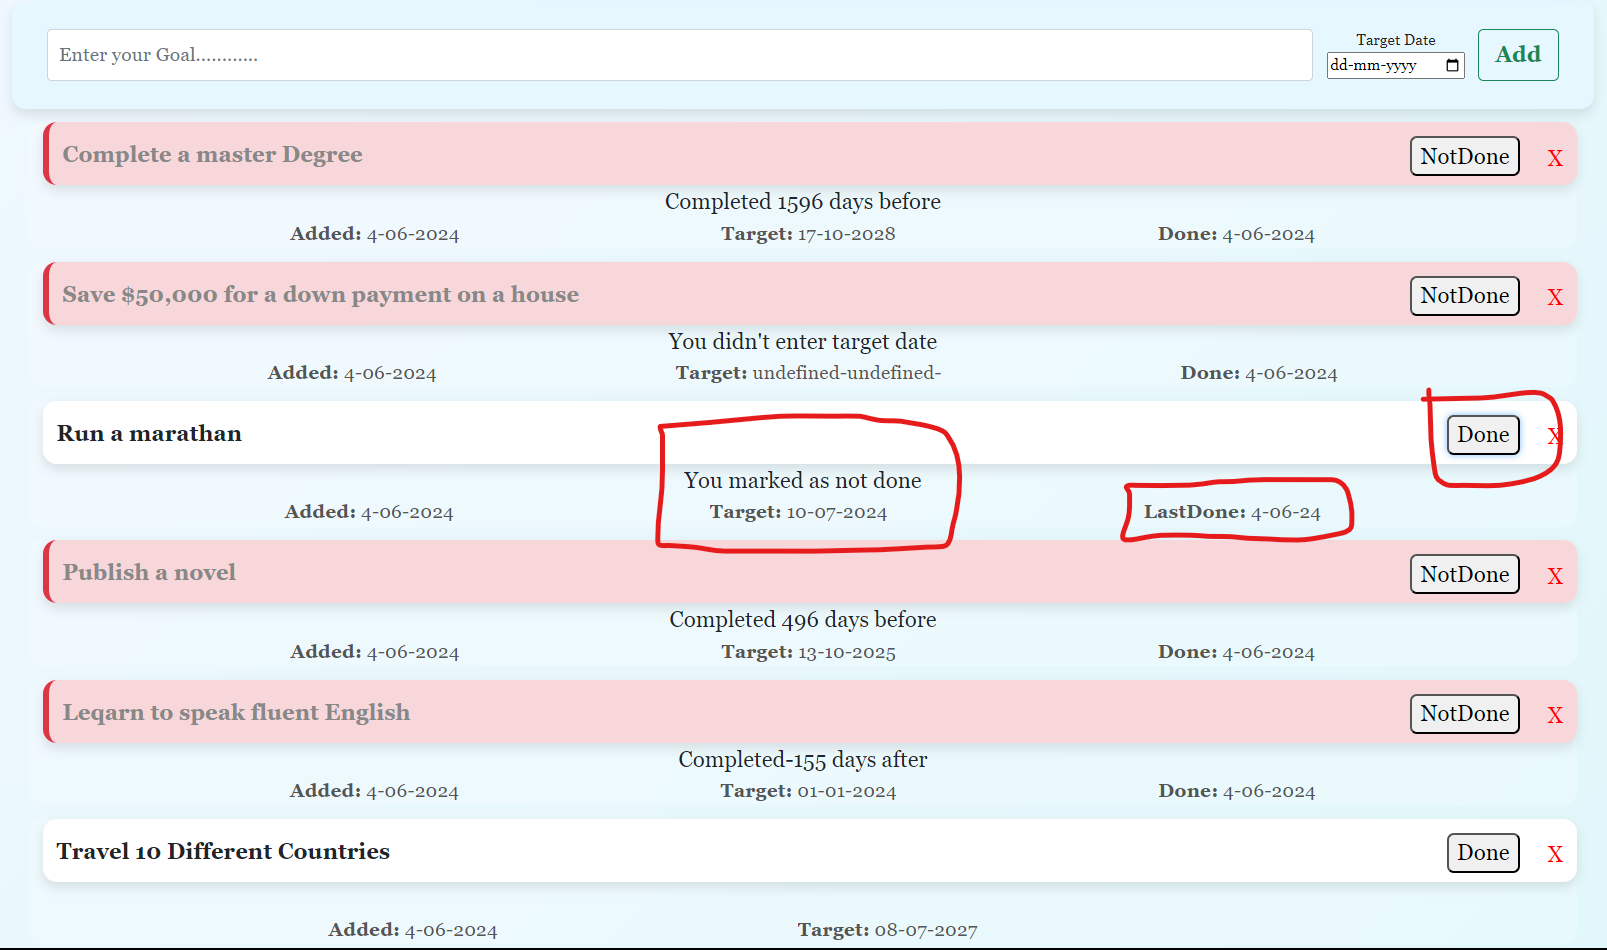 Enter your Goal............
Target Date
dd-mm-yyyy
Add
Complete a master Degree
NotDone
X
Completed 1596 days before
Added: 4-06-2024
Target: 17-10-2028
Done: 4-06-2024
Save $50,000 for a down payment on a house
NotDone
X
You didn't enter target date
Added: 4-06-2024
Target: undefined-undefined-
Done: 4-06-2024
Run a marathan
Done
X
You marked as not done
Added: 4-06-2024
Target: 10-07-2024
LastDone: 4-06-24
Publish a novel
NotDone
X
Completed 496 days before
Added: 4-06-2024
Target: 13-10-2025
Done: 4-06-2024
Leqarn to speak fluent English
NotDone
X
Completed-155 days after
Added: 4-06-2024
Target: 01-01-2024
Done: 4-06-2024
Travel 10 Different Countries
Done
X
Added: 4-06-2024
Target: 08-07-2027